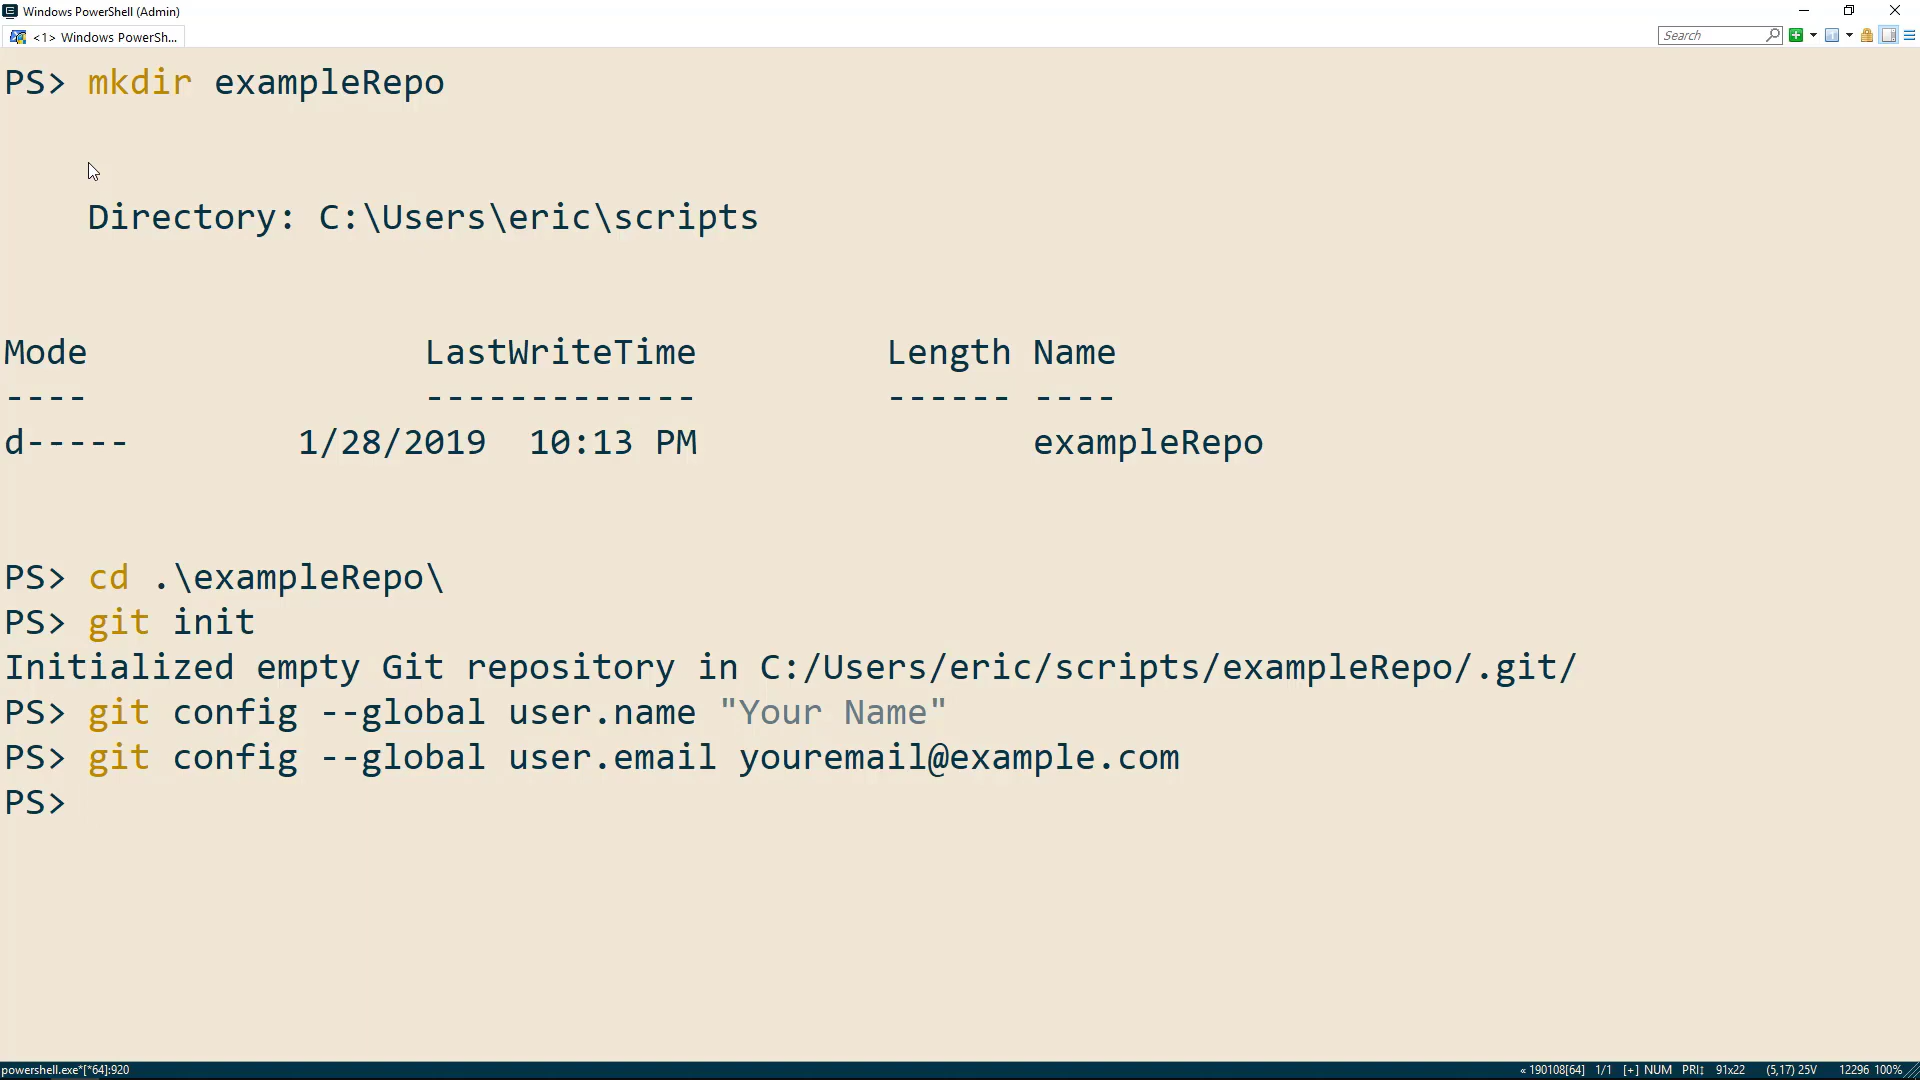 Windows PowerShell (Admin)
<1> Windows PowerSh...
Search
PS> mkdir exampleRepo
Directory: C:\Users\eric\scripts
Mode LastWriteTime Length Name
---- ------------- ------ ----
d----- 1/28/2019 10:13 PM exampleRepo
PS> cd .\exampleRepo\
PS> git init
Initialized empty Git repository in C:/Users/eric/scripts/exampleRepo/.git/
PS> git config --global user.name "Your Name"
PS> git config --global user.email youremail@example.com
PS>
powershell.exe*[*64]:920 « 190108[64] 1/1 [+] NUM PRI↕ 91x22 (5,17) 25V 12296 100%